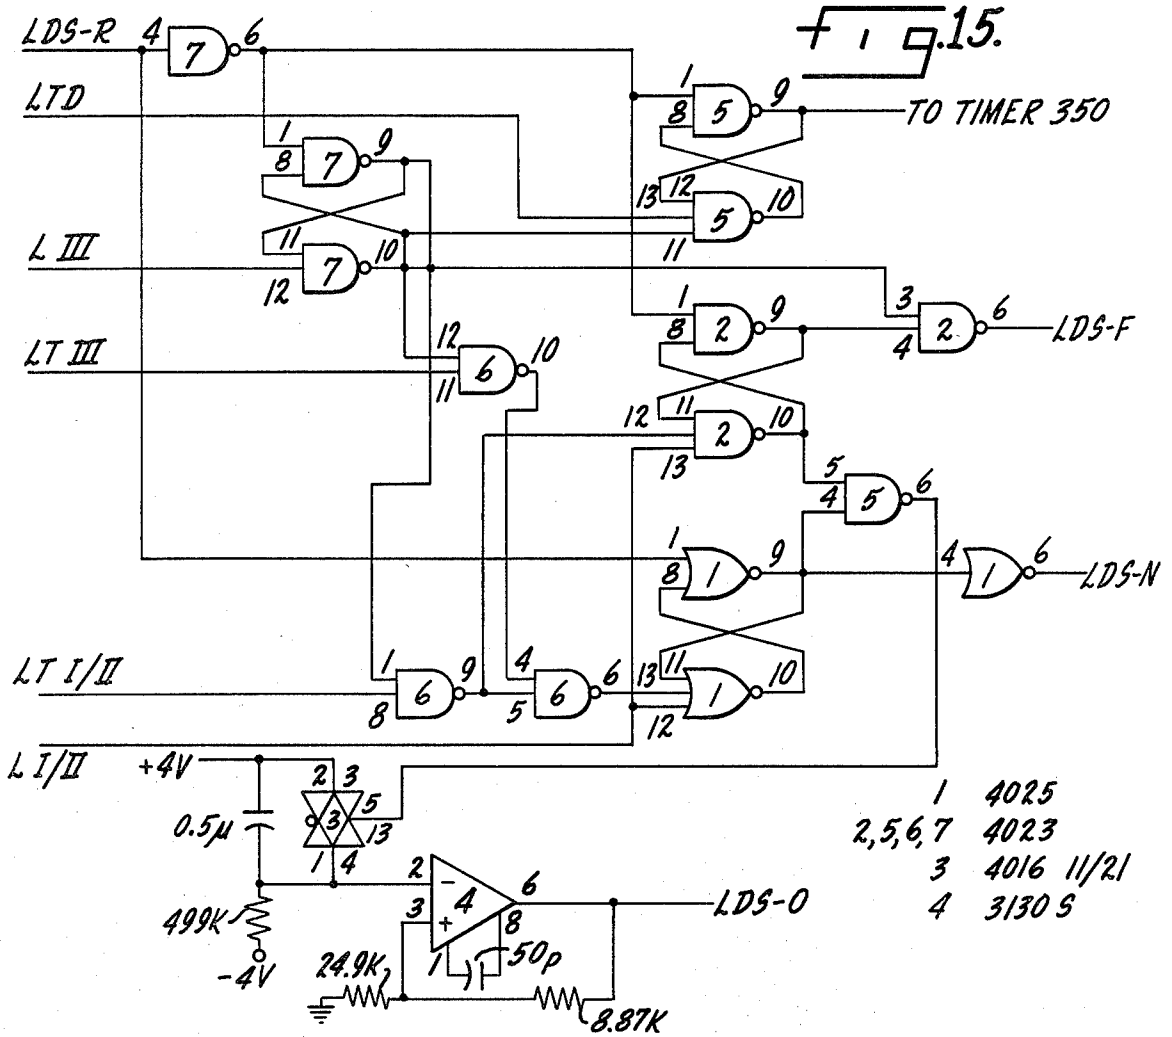 fig.15.
LDS-R 4 7 6
LTD
1 8 7 9
11 12 7 10
L III
LT III
12 11 6 10
1 8 5 9
TO TIMER 350
13 12 11 5 10
1 8 2 9
3 4 2 6
LDS-F
12 11 13 2 10
5 4 5 6
1 8 1 9
4 1 6
LDS-N
LT I/II
1 8 6 9
4 5 6 6
13 11 12 1 10
L I/II
+4V
2 3
3 5 13
1 4
0.5μ
499K
-4V
2 - 4 6
3 +
1 8
50p
LDS-O
24.9K
8.87K
1 4025
2,5,6,7 4023
3 4016 11/21
4 3130 S